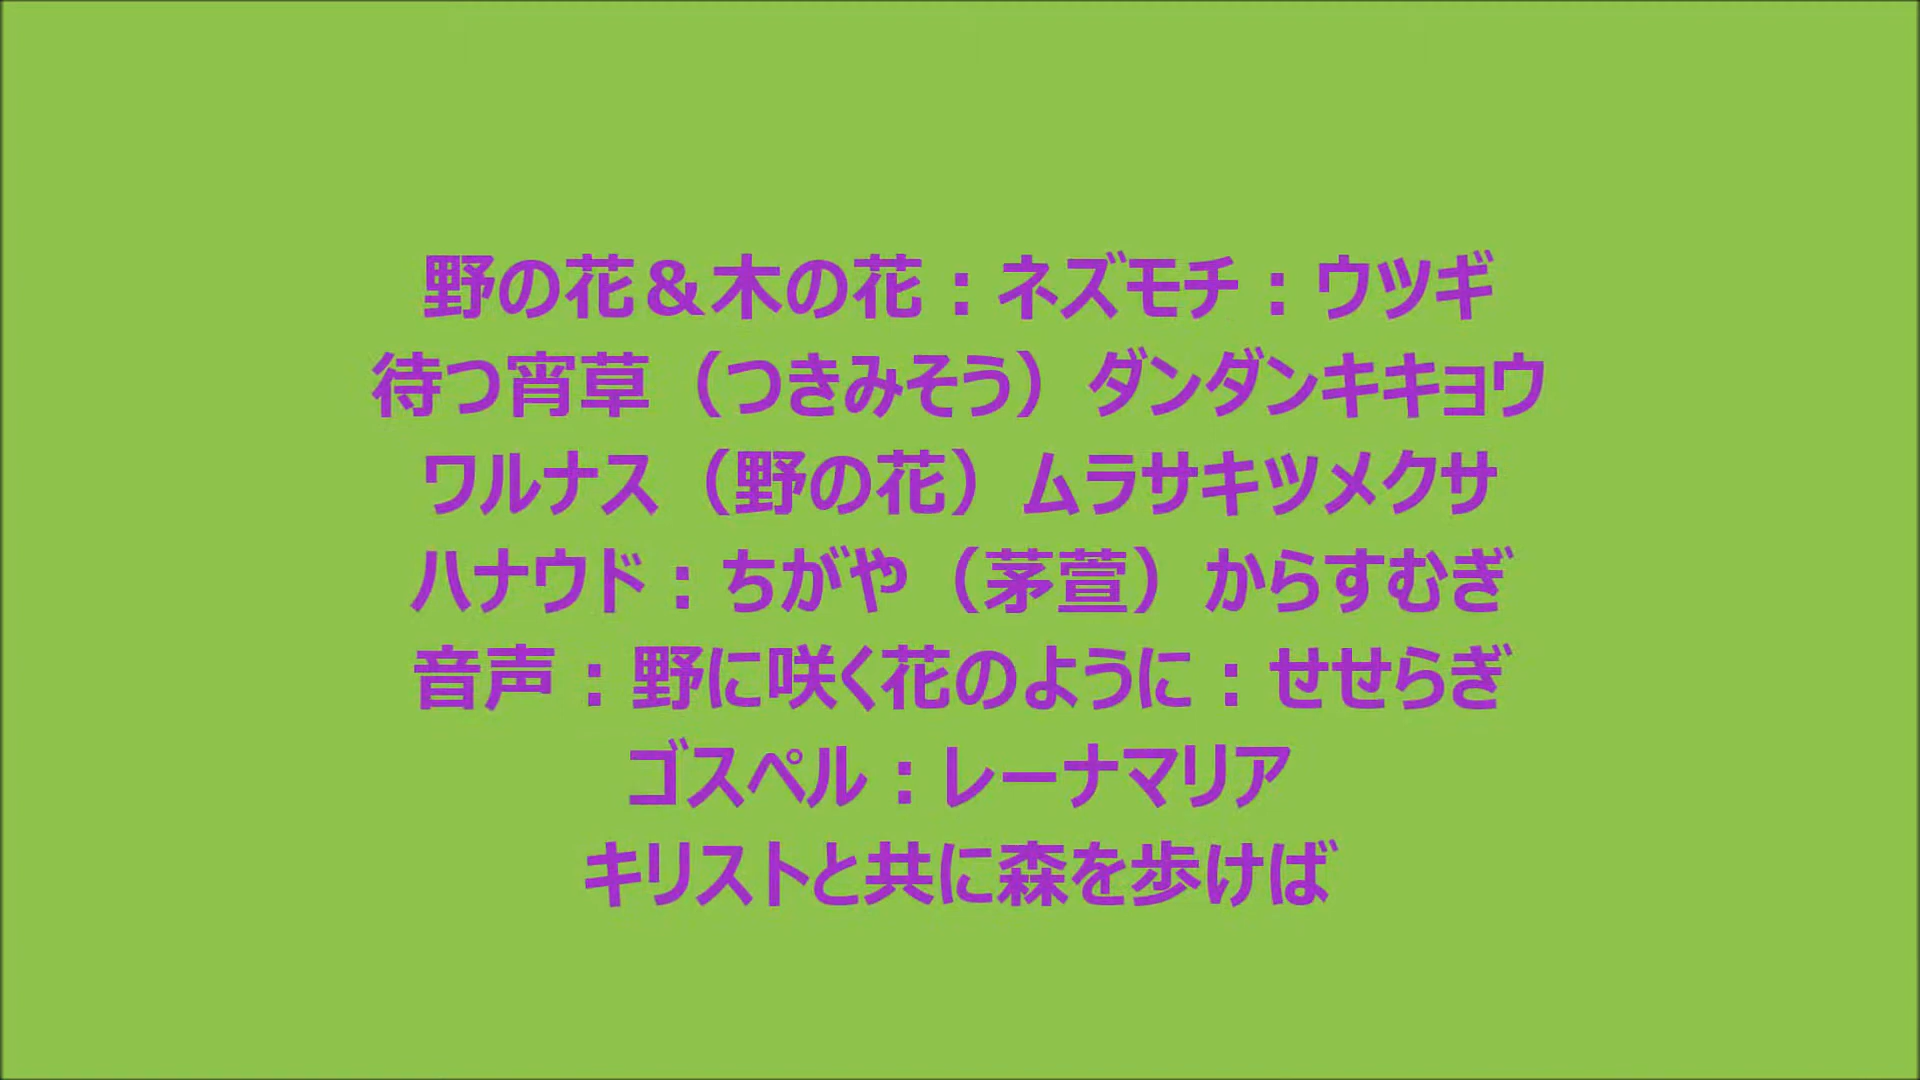 野の花＆木の花：ネズモチ：ウツギ
待つ宵草（つきみそう）ダンダンキキョウ
ワルナス（野の花）ムラサキツメクサ
ハナウド：ちがや（茅萱）からすむぎ
音声：野に咲く花のように：せせらぎ
ゴスペル：レーナマリア
キリストと共に森を歩けば